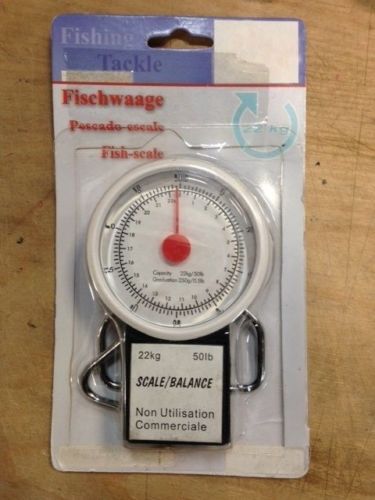 Fishing
Tackle
Fischwaage
Pescado-escale
Fish-scale
22 kg
Capacity 22kg/50lb
Graduation 250g/0.5lb
22kg 50lb
SCALE/BALANCE
Non Utilisation
Commerciale